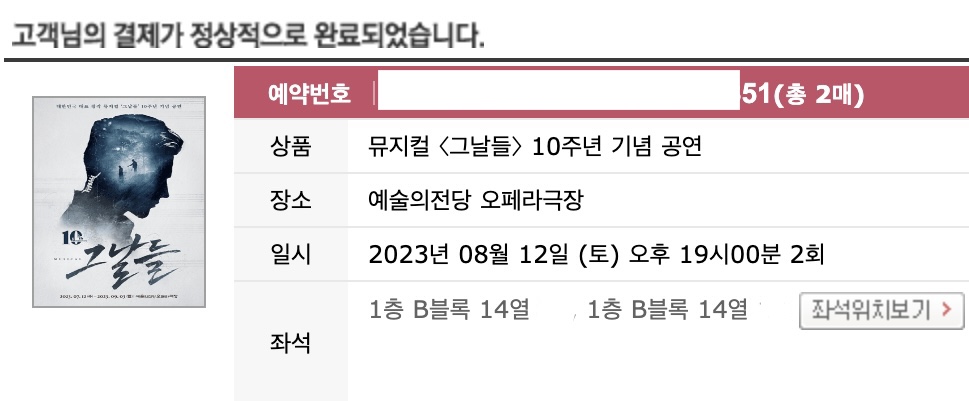 고객님의 결제가 정상적으로 완료되었습니다.
예약번호 51(총 2매)
대한민국 대표 창작 뮤지컬 '그날들' 10주년 기념 공연
10
그날들
MUSICAL
2023. 07. 12(수) - 2023. 09. 03(일) | 예술의전당 오페라극장
상품 뮤지컬 <그날들> 10주년 기념 공연
장소 예술의전당 오페라극장
일시 2023년 08월 12일 (토) 오후 19시00분 2회
좌석 1층 B블록 14열 , 1층 B블록 14열 좌석위치보기 >